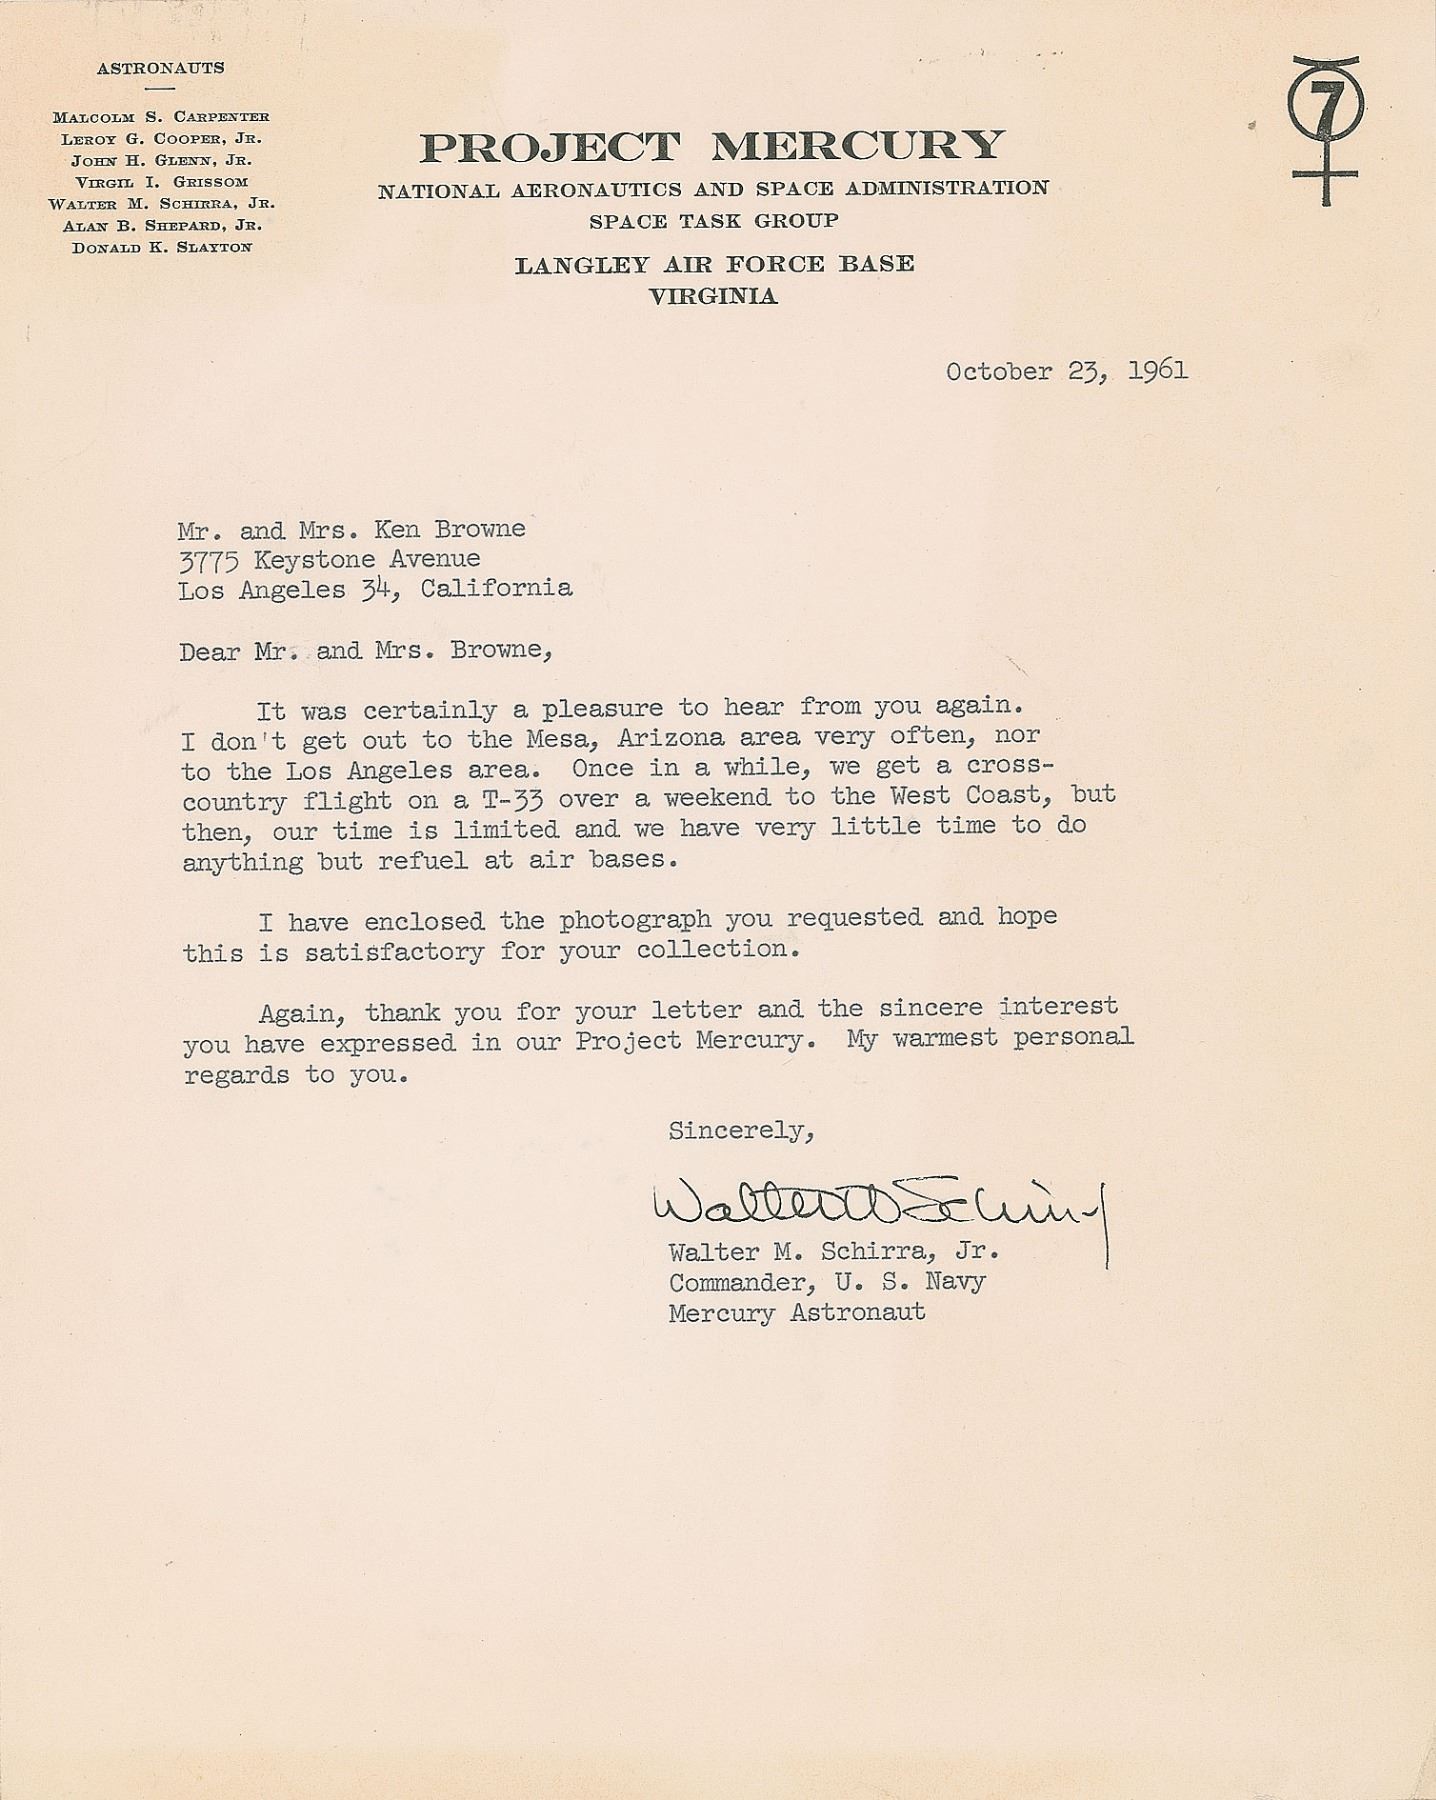 ASTRONAUTS
MALCOLM S. CARPENTER
LEROY G. COOPER, JR.
JOHN H. GLENN, JR.
VIRGIL I. GRISSOM
WALTER M. SCHIRRA, JR.
ALAN B. SHEPARD, JR.
DONALD K. SLAYTON
PROJECT MERCURY
NATIONAL AERONAUTICS AND SPACE ADMINISTRATION
SPACE TASK GROUP
LANGLEY AIR FORCE BASE
VIRGINIA
7
October 23, 1961
Mr. and Mrs. Ken Browne
3775 Keystone Avenue
Los Angeles 34, California
Dear Mr. and Mrs. Browne,
It was certainly a pleasure to hear from you again.
I don't get out to the Mesa, Arizona area very often, nor
to the Los Angeles area. Once in a while, we get a cross-
country flight on a T-33 over a weekend to the West Coast, but
then, our time is limited and we have very little time to do
anything but refuel at air bases.
I have enclosed the photograph you requested and hope
this is satisfactory for your collection.
Again, thank you for your letter and the sincere interest
you have expressed in our Project Mercury. My warmest personal
regards to you.
Sincerely,
Walter M Schirra Jr
Walter M. Schirra, Jr.
Commander, U. S. Navy
Mercury Astronaut